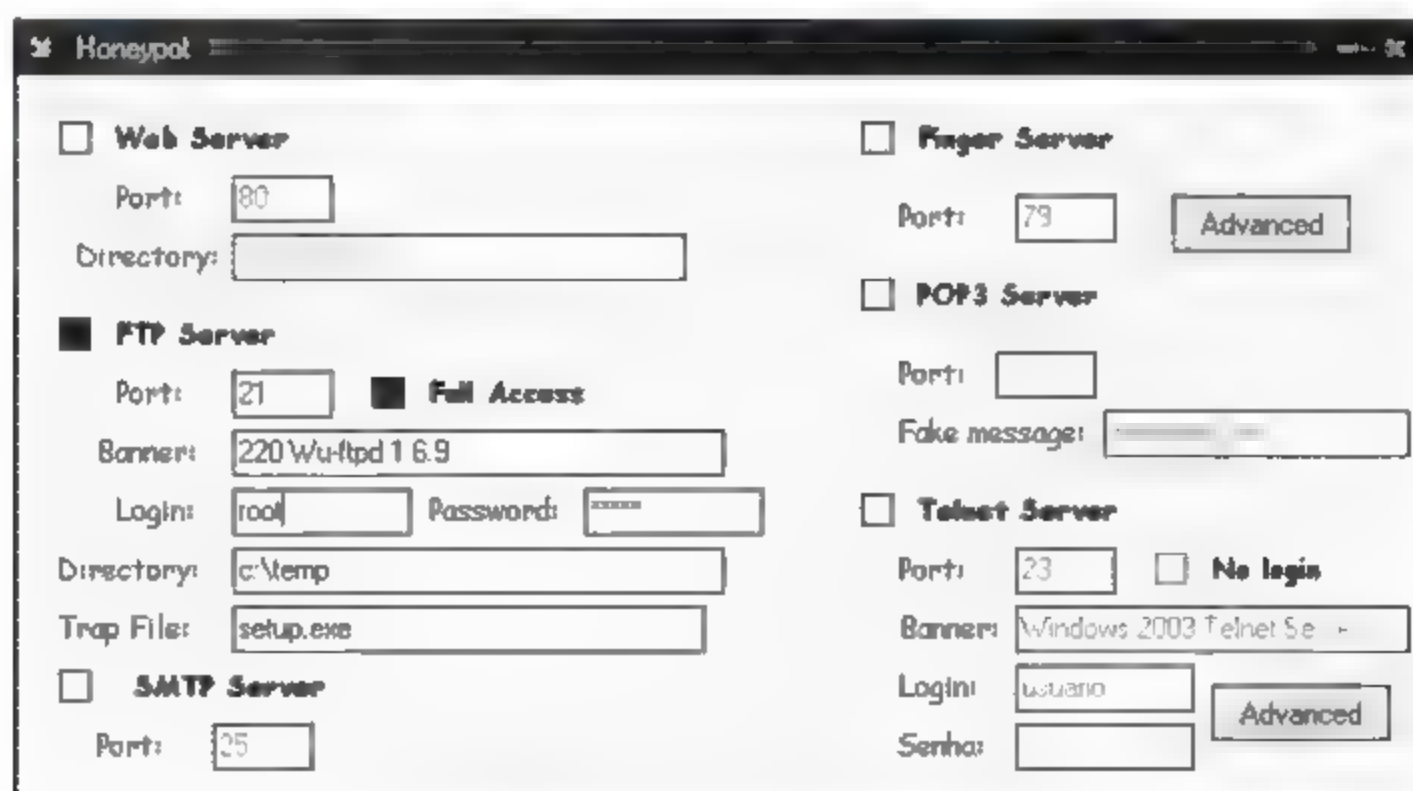 Honeypot
Web Server
Port: 80
Directory:
FTP Server
Port: 21 Full Access
Banner: 220 Wu-ftpd 1 6.9
Login: root Password: *****
Directory: c:\temp
Trap File: setup.exe
SMTP Server
Port: 25
Finger Server
Port: 79 Advanced
POP3 Server
Port:
Fake message:
Telnet Server
Port: 23 No login
Banner: Windows 2003 Telnet Se
Login: usuario
Advanced
Senha: